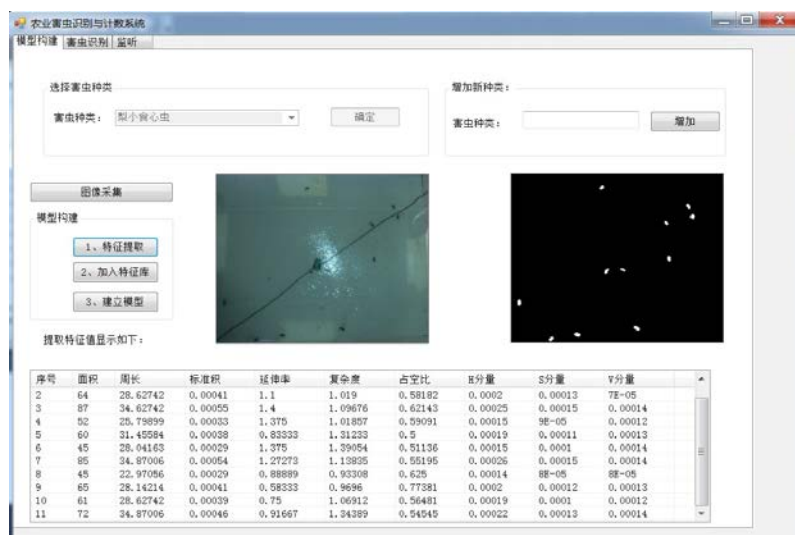 农业害虫识别与计数系统
模型构建 害虫识别 监听
选择害虫种类
害虫种类： 梨小食心虫 确定
增加新种类：
害虫种类： 增加
图像采集
模型构建
1、特征提取
2、加入特征库
3、建立模型
提取特征值显示如下：
序号 面积 周长 标准积 延伸率 复杂度 占空比 H分量 S分量 V分量
2 64 28.62742 0.00041 1.1 1.019 0.58182 0.0002 0.00013 7E-05
3 87 34.62742 0.00055 1.4 1.09676 0.62143 0.00025 0.00015 0.00014
4 52 25.79899 0.00033 1.375 1.01857 0.59091 0.00015 9E-05 0.00012
5 60 31.45584 0.00038 0.83333 1.31233 0.5 0.00019 0.00011 0.00013
6 45 28.04163 0.00029 1.375 1.39054 0.51136 0.00015 0.0001 0.00014
7 85 34.87006 0.00054 1.27273 1.13835 0.55195 0.00026 0.00015 0.00014
8 45 22.97056 0.00029 0.88889 0.93308 0.625 0.00014 8E-05 8E-05
9 65 28.14214 0.00041 0.58333 0.9696 0.77381 0.0002 0.00012 0.00013
10 61 28.62742 0.00039 0.75 1.06912 0.56481 0.00019 0.0001 0.00012
11 72 34.87006 0.00046 0.91667 1.34389 0.54545 0.00022 0.00013 0.00014